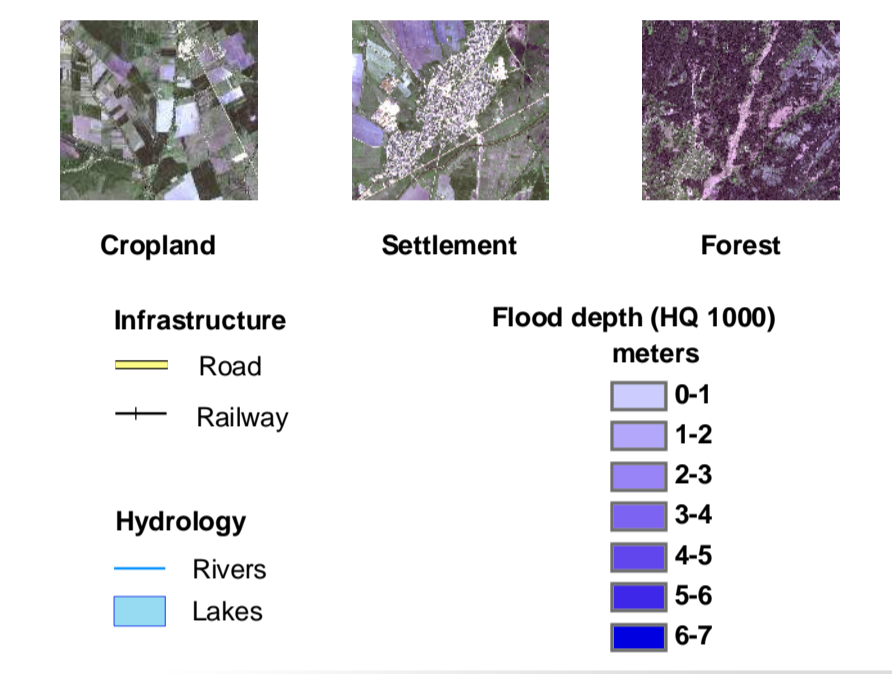 Cropland
Settlement
Forest
Infrastructure
Road
Railway
Hydrology
Rivers
Lakes
Flood depth (HQ 1000)
meters
0-1
1-2
2-3
3-4
4-5
5-6
6-7